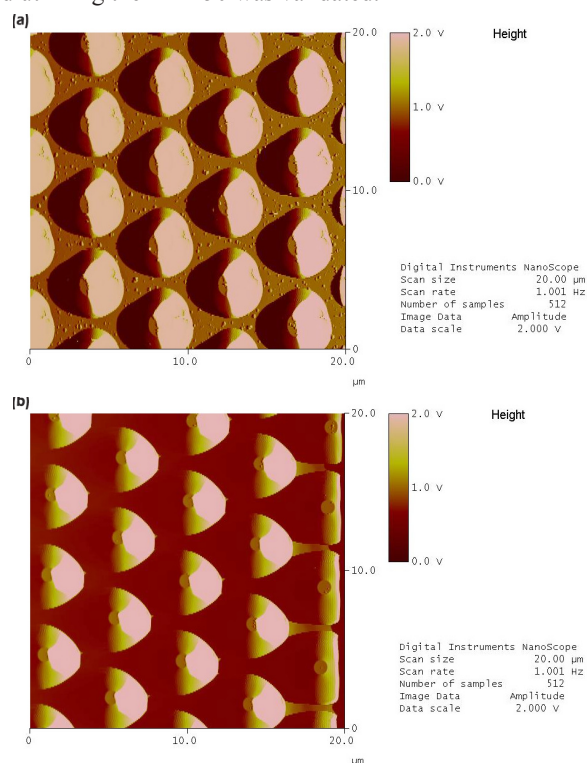 (a)
20.0
2.0 V
Height
1.0 V
10.0
0.0 V
Digital Instruments NanoScope
Scan size 20.00 µm
Scan rate 1.001 Hz
Number of samples 512
Image Data Amplitude
Data scale 2.000 V
0
0 10.0 20.0
µm
(b)
20.0
2.0 V
Height
1.0 V
10.0
0.0 V
Digital Instruments NanoScope
Scan size 20.00 µm
Scan rate 1.001 Hz
Number of samples 512
Image Data Amplitude
Data scale 2.000 V
0
0 10.0 20.0
µm